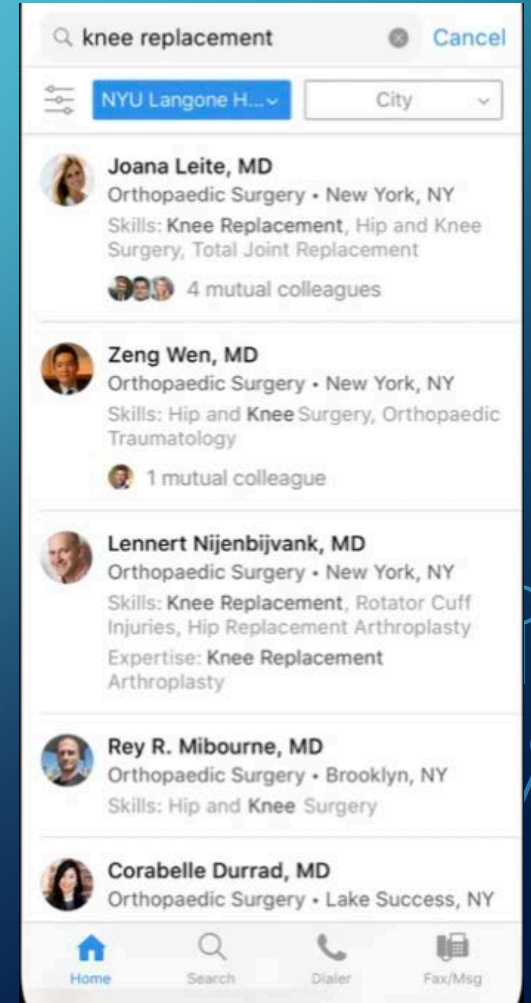 knee replacement
Cancel
NYU Langone H...
City
Joana Leite, MD
Orthopaedic Surgery • New York, NY
Skills: Knee Replacement, Hip and Knee
Surgery, Total Joint Replacement
4 mutual colleagues
Zeng Wen, MD
Orthopaedic Surgery • New York, NY
Skills: Hip and Knee Surgery, Orthopaedic
Traumatology
1 mutual colleague
Lennert Nijenbijvank, MD
Orthopaedic Surgery • New York, NY
Skills: Knee Replacement, Rotator Cuff
Injuries, Hip Replacement Arthroplasty
Expertise: Knee Replacement
Arthroplasty
Rey R. Mibourne, MD
Orthopaedic Surgery • Brooklyn, NY
Skills: Hip and Knee Surgery
Corabelle Durrad, MD
Orthopaedic Surgery • Lake Success, NY
Home
Search
Dialer
Fax/Msg